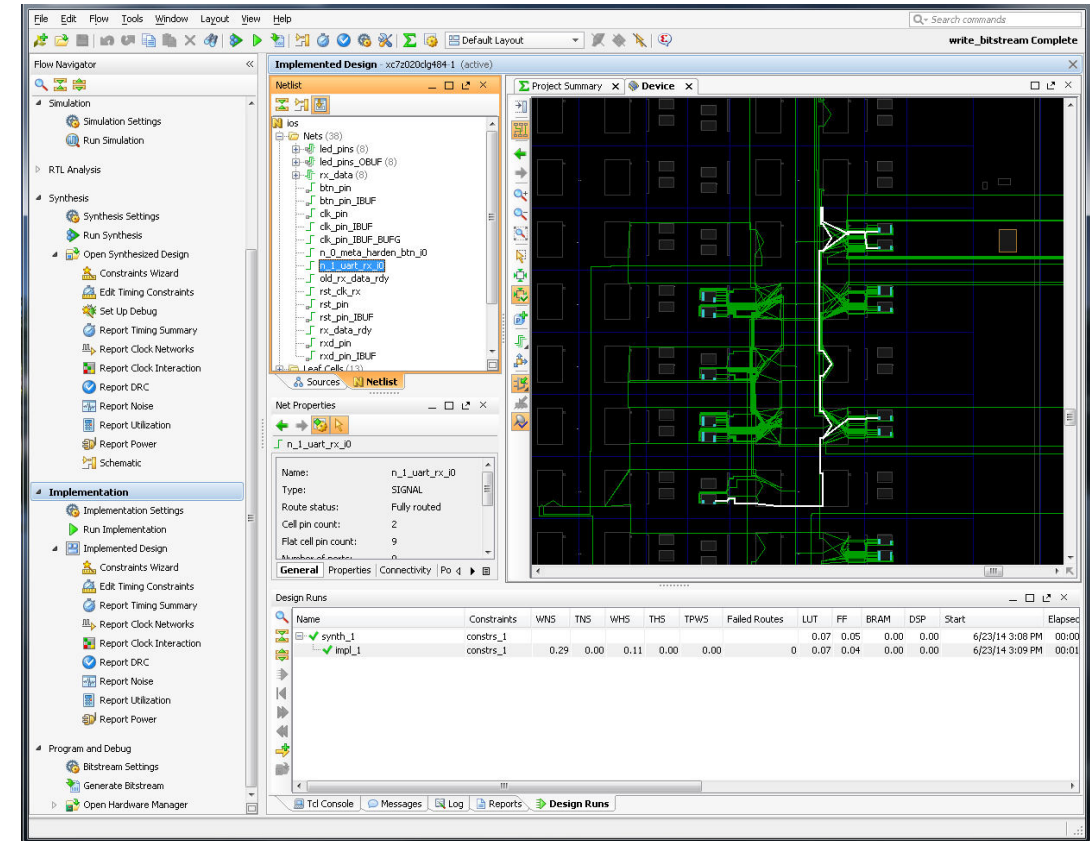 File Edit Flow Tools Window Layout View Help
Search commands
Default Layout
write_bitstream Complete
Flow Navigator
Implemented Design - xc7z020clg484-1 (active)
Simulation
Simulation Settings
Run Simulation
RTL Analysis
Synthesis
Synthesis Settings
Run Synthesis
Open Synthesized Design
Constraints Wizard
Edit Timing Constraints
Set Up Debug
Report Timing Summary
Report Clock Networks
Report Clock Interaction
Report DRC
Report Noise
Report Utilization
Report Power
Schematic
Implementation
Implementation Settings
Run Implementation
Implemented Design
Constraints Wizard
Edit Timing Constraints
Report Timing Summary
Report Clock Networks
Report Clock Interaction
Report DRC
Report Noise
Report Utilization
Report Power
Program and Debug
Bitstream Settings
Generate Bitstream
Open Hardware Manager
Netlist
ios
Nets (38)
led_pins (8)
led_pins_OBUF (8)
rx_data (8)
btn_pin
btn_pin_IBUF
clk_pin
clk_pin_IBUF
clk_pin_IBUF_BUFG
n_0_meta_harden_btn_i0
n_1_uart_rx_i0
old_rx_data_rdy
rst_clk_rx
rst_pin
rst_pin_IBUF
rx_data_rdy
rxd_pin
rxd_pin_IBUF
Leaf Cells (13)
Sources Netlist
Net Properties
n_1_uart_rx_i0
Name: n_1_uart_rx_i0
Type: SIGNAL
Route status: Fully routed
Cell pin count: 2
Flat cell pin count: 9
Number of ports: 0
General Properties Connectivity Po
Project Summary Device
Design Runs
Name Constraints WNS TNS WHS THS TPWS Failed Routes LUT FF BRAM DSP Start Elapsed
synth_1 constrs_1 0.07 0.05 0.00 0.00 6/23/14 3:08 PM 00:00
impl_1 constrs_1 0.29 0.00 0.11 0.00 0.00 0 0.07 0.04 0.00 0.00 6/23/14 3:09 PM 00:01
Tcl Console Messages Log Reports Design Runs